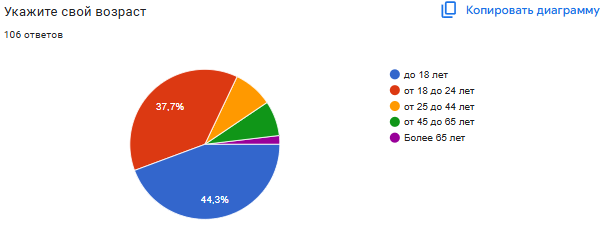 Укажите свой возраст
Копировать диаграмму
106 ответов
до 18 лет
от 18 до 24 лет
от 25 до 44 лет
от 45 до 65 лет
Более 65 лет
37,7%
44,3%